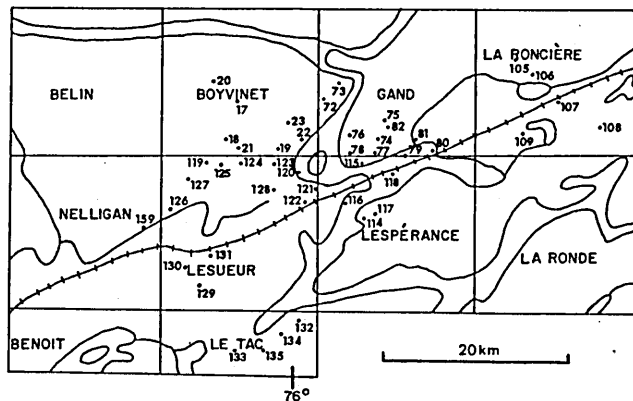 LA RONCIÈRE
105 106
20
73
BELIN BOYVINET GAND
17 72 107
75
23 82 108
76 74 81 109
18 22
21 19 78 77 79 80
119 125 124 123 115
120 118
127
128 121
126 122 116
117
NELLIGAN 114
159 LESPÉRANCE
131
130 LESUEUR LA RONDE
129
132
BENOIT LE TAC 134
133 135 20km
76°